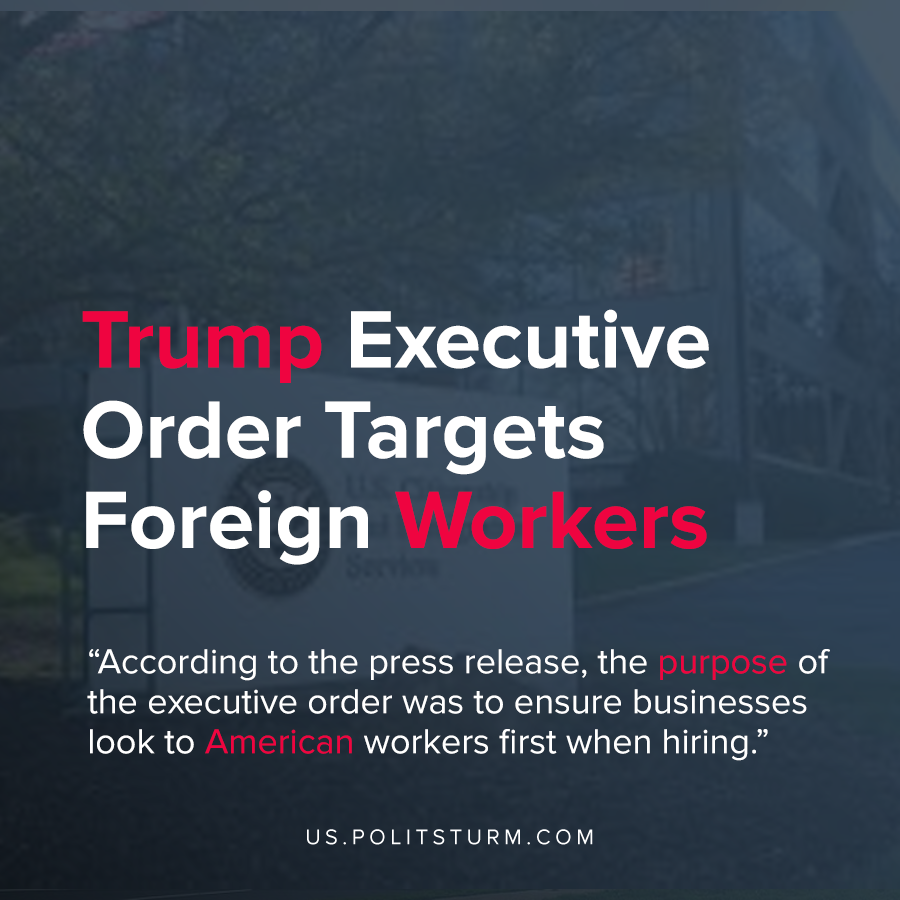 Trump Executive
Order Targets
Foreign Workers
“According to the press release, the purpose of
the executive order was to ensure businesses
look to American workers first when hiring.”
US.POLITSTURM.COM